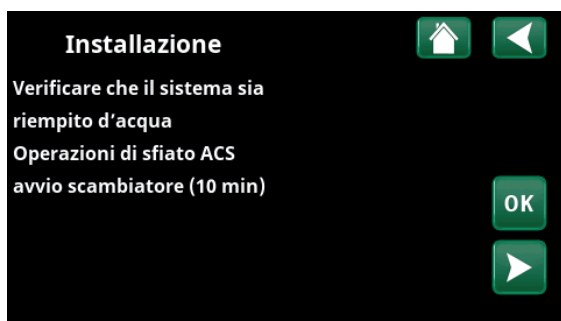 Installazione
Verificare che il sistema sia
riempito d’acqua
Operazioni di sfiato ACS
avvio scambiatore (10 min)
OK